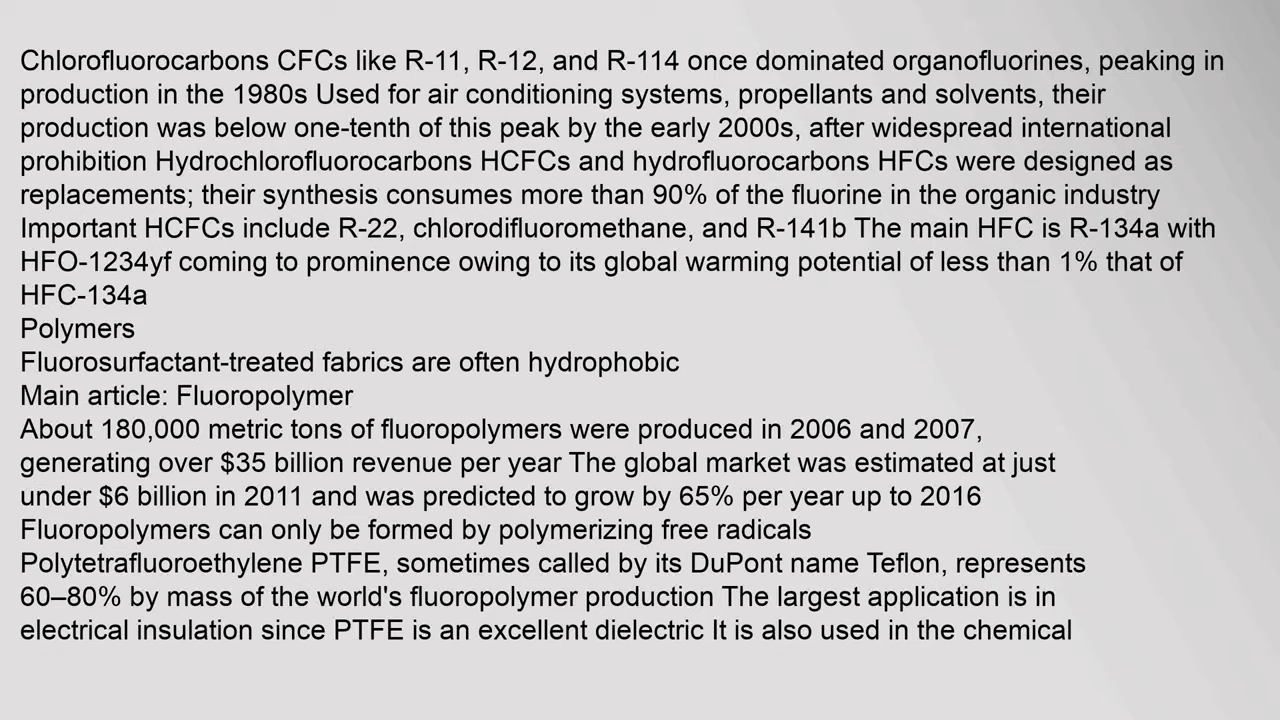 Chlorofluorocarbons CFCs like R-11, R-12, and R-114 once dominated organofluorines, peaking in
production in the 1980s Used for air conditioning systems, propellants and solvents, their
production was below one-tenth of this peak by the early 2000s, after widespread international
prohibition Hydrochlorofluorocarbons HCFCs and hydrofluorocarbons HFCs were designed as
replacements; their synthesis consumes more than 90% of the fluorine in the organic industry
Important HCFCs include R-22, chlorodifluoromethane, and R-141b The main HFC is R-134a with
HFO-1234yf coming to prominence owing to its global warming potential of less than 1% that of
HFC-134a
Polymers
Fluorosurfactant-treated fabrics are often hydrophobic
Main article: Fluoropolymer
About 180,000 metric tons of fluoropolymers were produced in 2006 and 2007,
generating over $35 billion revenue per year The global market was estimated at just
under $6 billion in 2011 and was predicted to grow by 65% per year up to 2016
Fluoropolymers can only be formed by polymerizing free radicals
Polytetrafluoroethylene PTFE, sometimes called by its DuPont name Teflon, represents
60–80% by mass of the world's fluoropolymer production The largest application is in
electrical insulation since PTFE is an excellent dielectric It is also used in the chemical